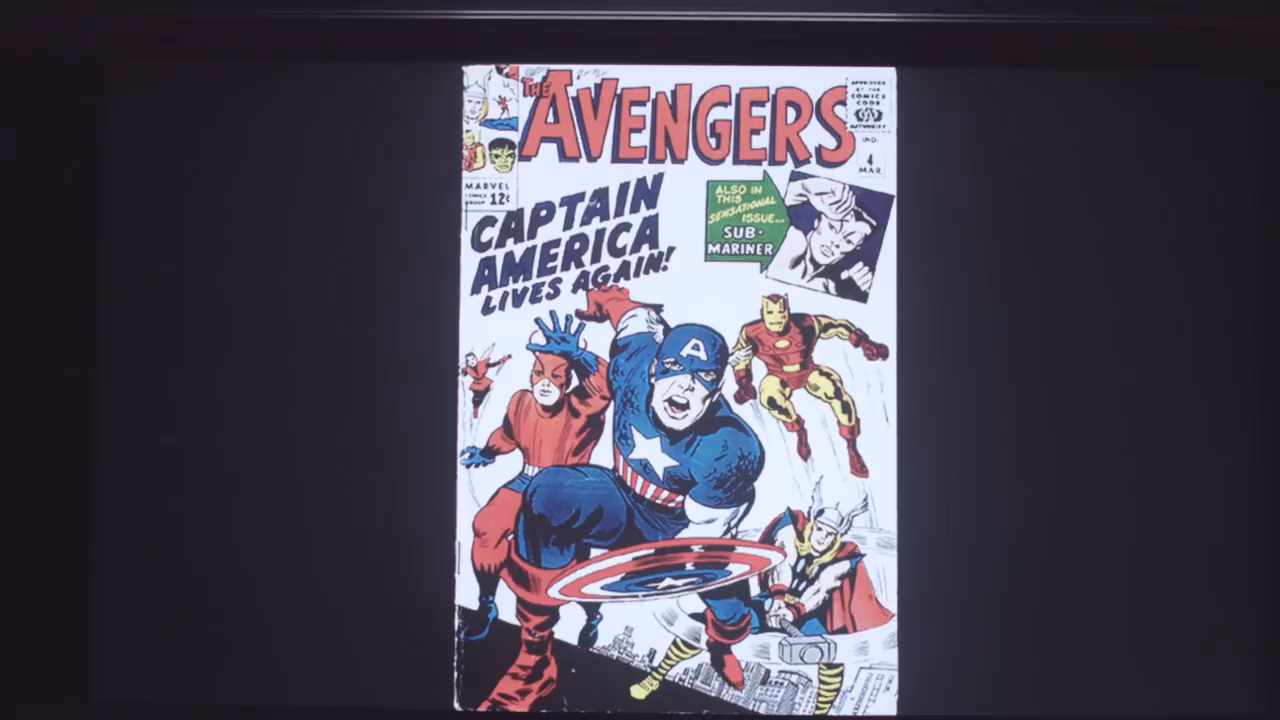 THE
AVENGERS
APPROVED
BY THE
COMICS
CODE
AUTHORITY
IND.
4
MAR.
MARVEL
COMICS
GROUP 12¢
CAPTAIN
AMERICA
LIVES AGAIN!
ALSO IN
THIS
SENSATIONAL
ISSUE...
SUB-
MARINER
A